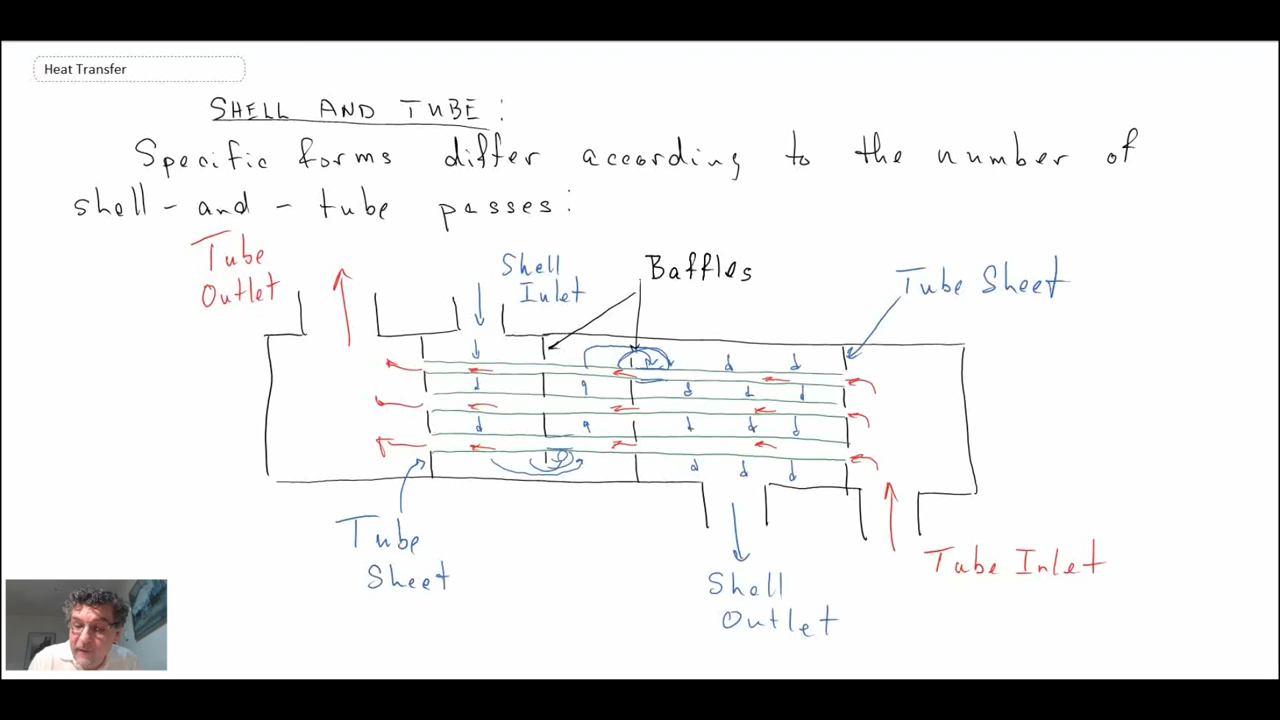 Heat Transfer
SHELL AND TUBE:
Specific forms differ according to the number of
shell-and-tube passes:
Tube
Outlet
Shell
Inlet
Baffles
Tube Sheet
Tube
Sheet
Shell
Outlet
Tube Inlet